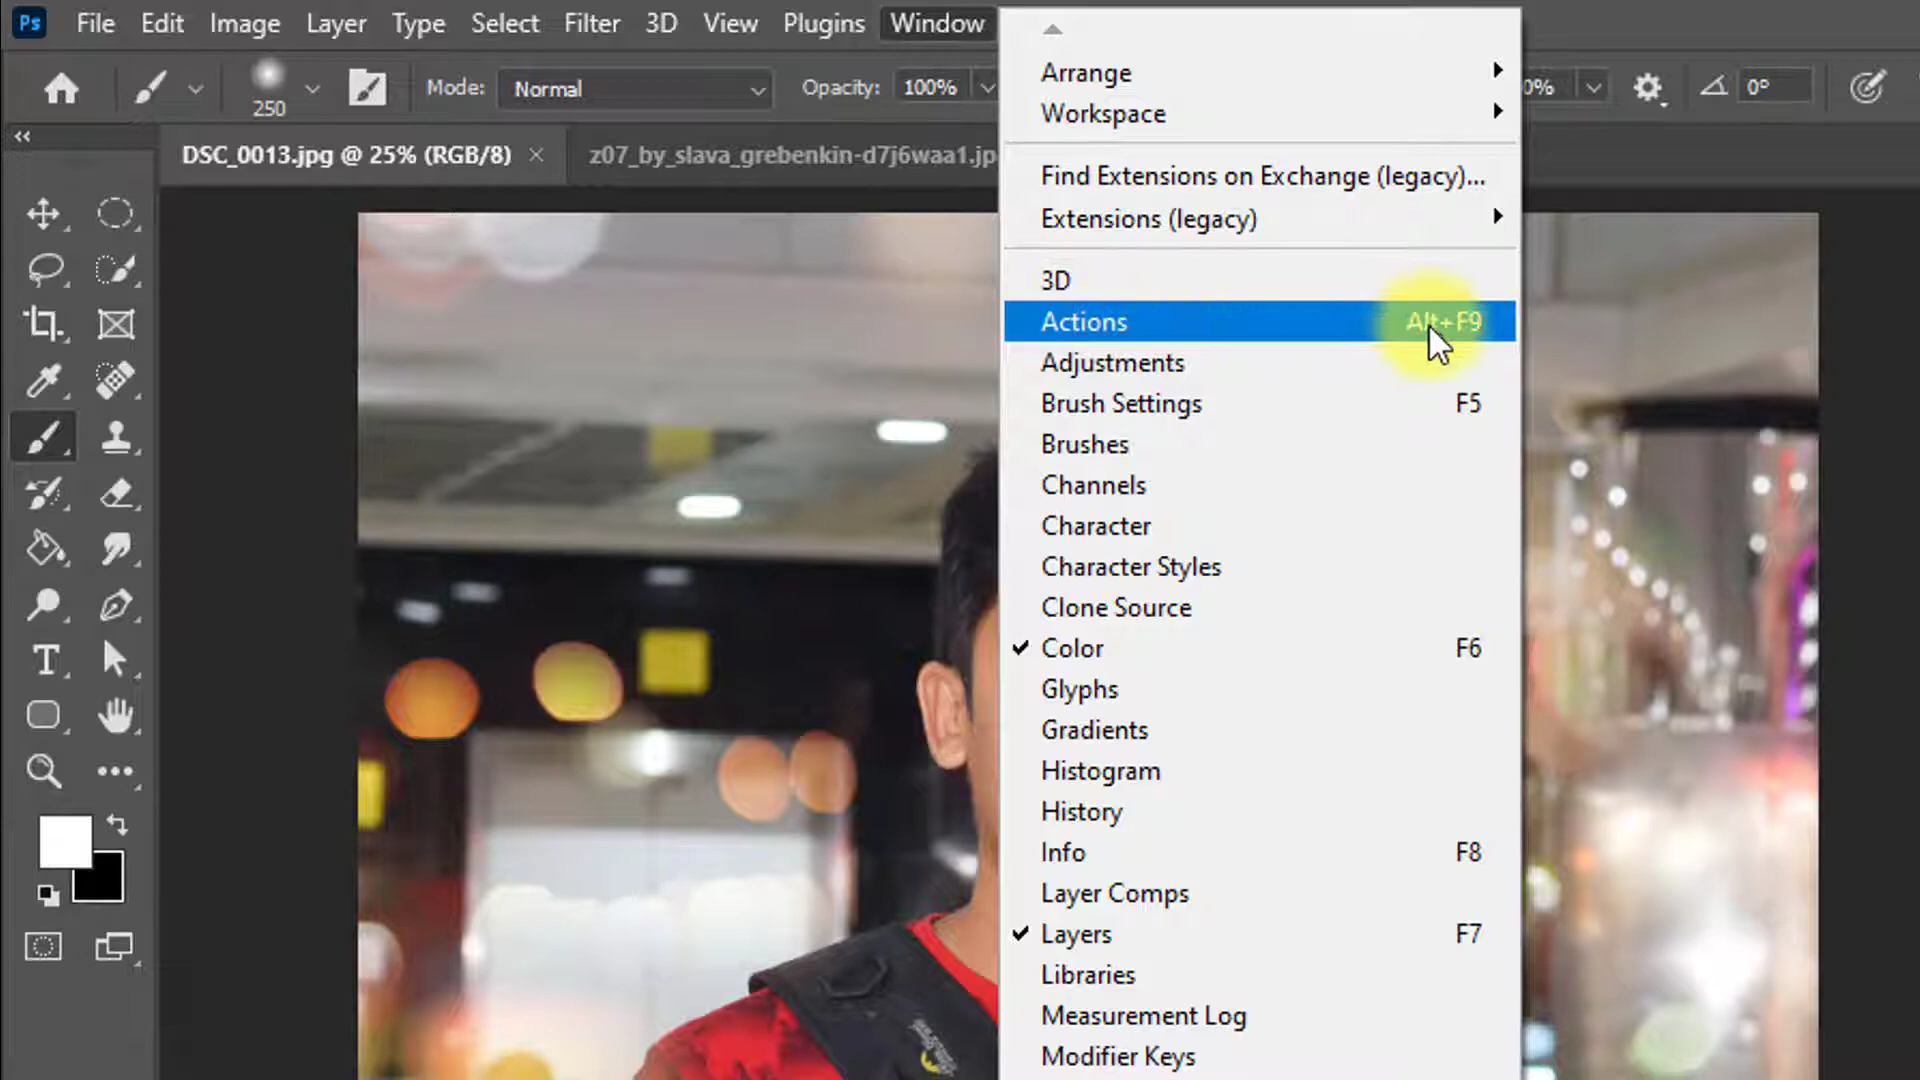 Ps File Edit Image Layer Type Select Filter 3D View Plugins Window
250 Mode: Normal Opacity: 100% 0% 0°
DSC_0013.jpg @ 25% (RGB/8) × z07_by_slava_grebenkin-d7j6waa1.jp
Arrange
Workspace
Find Extensions on Exchange (legacy)...
Extensions (legacy)
3D
Actions Alt+F9
Adjustments
Brush Settings F5
Brushes
Channels
Character
Character Styles
Clone Source
Color F6
Glyphs
Gradients
Histogram
History
Info F8
Layer Comps
Layers F7
Libraries
Measurement Log
Modifier Keys